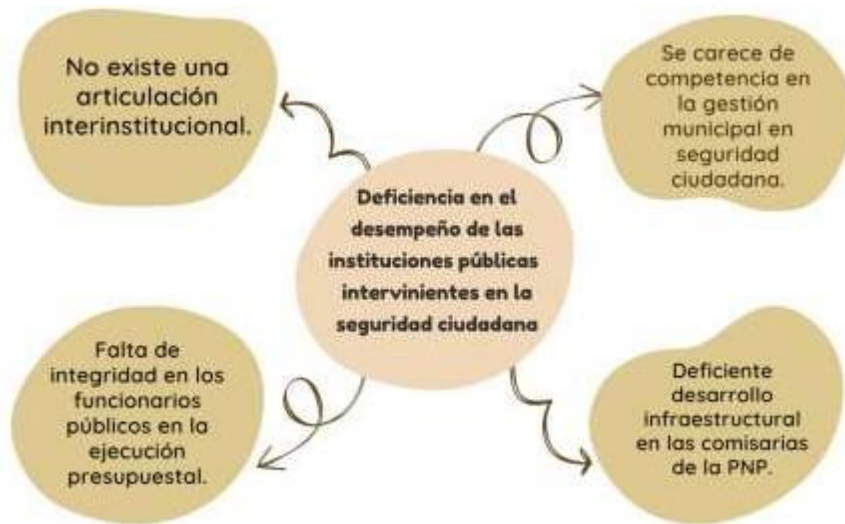 No existe una
articulación
interinstitucional.
Se carece de
competencia en
la gestión
municipal en
seguridad
ciudadana.
Deficiencia en el
desempeño de las
instituciones públicas
intervinientes en la
seguridad ciudadana
Falta de
integridad en los
funcionarios
públicos en la
ejecución
presupuestal.
Deficiente
desarrollo
infraestructural
en las comisarias
de la PNP.